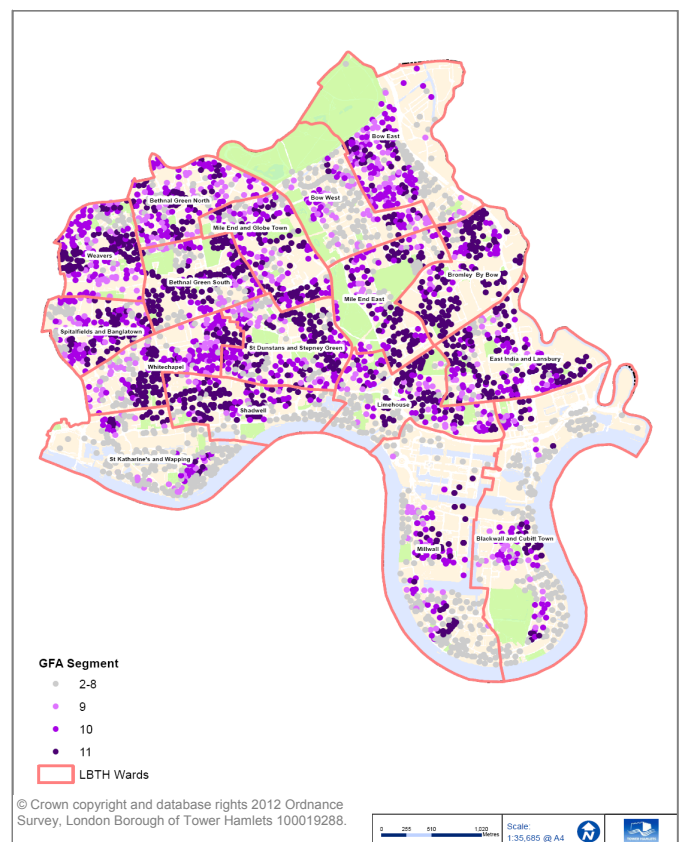 Bow East
Bow West
Bethnal Green North
Mile End and Globe Town
Weavers
Bethnal Green South
Bromley By Bow
Mile End East
Spitalfields and Banglatown
St Dunstans and Stepney Green
East India and Lansbury
Whitechapel
Limehouse
Shadwell
St Katharine's and Wapping
Blackwall and Cubitt Town
Millwall
GFA Segment
2-8
9
10
11
LBTH Wards
© Crown copyright and database rights 2012 Ordnance
Survey, London Borough of Tower Hamlets 100019288.
0 255 510 1,020
Metres
Scale:
1:35,685 @ A4
N
TOWER HAMLETS